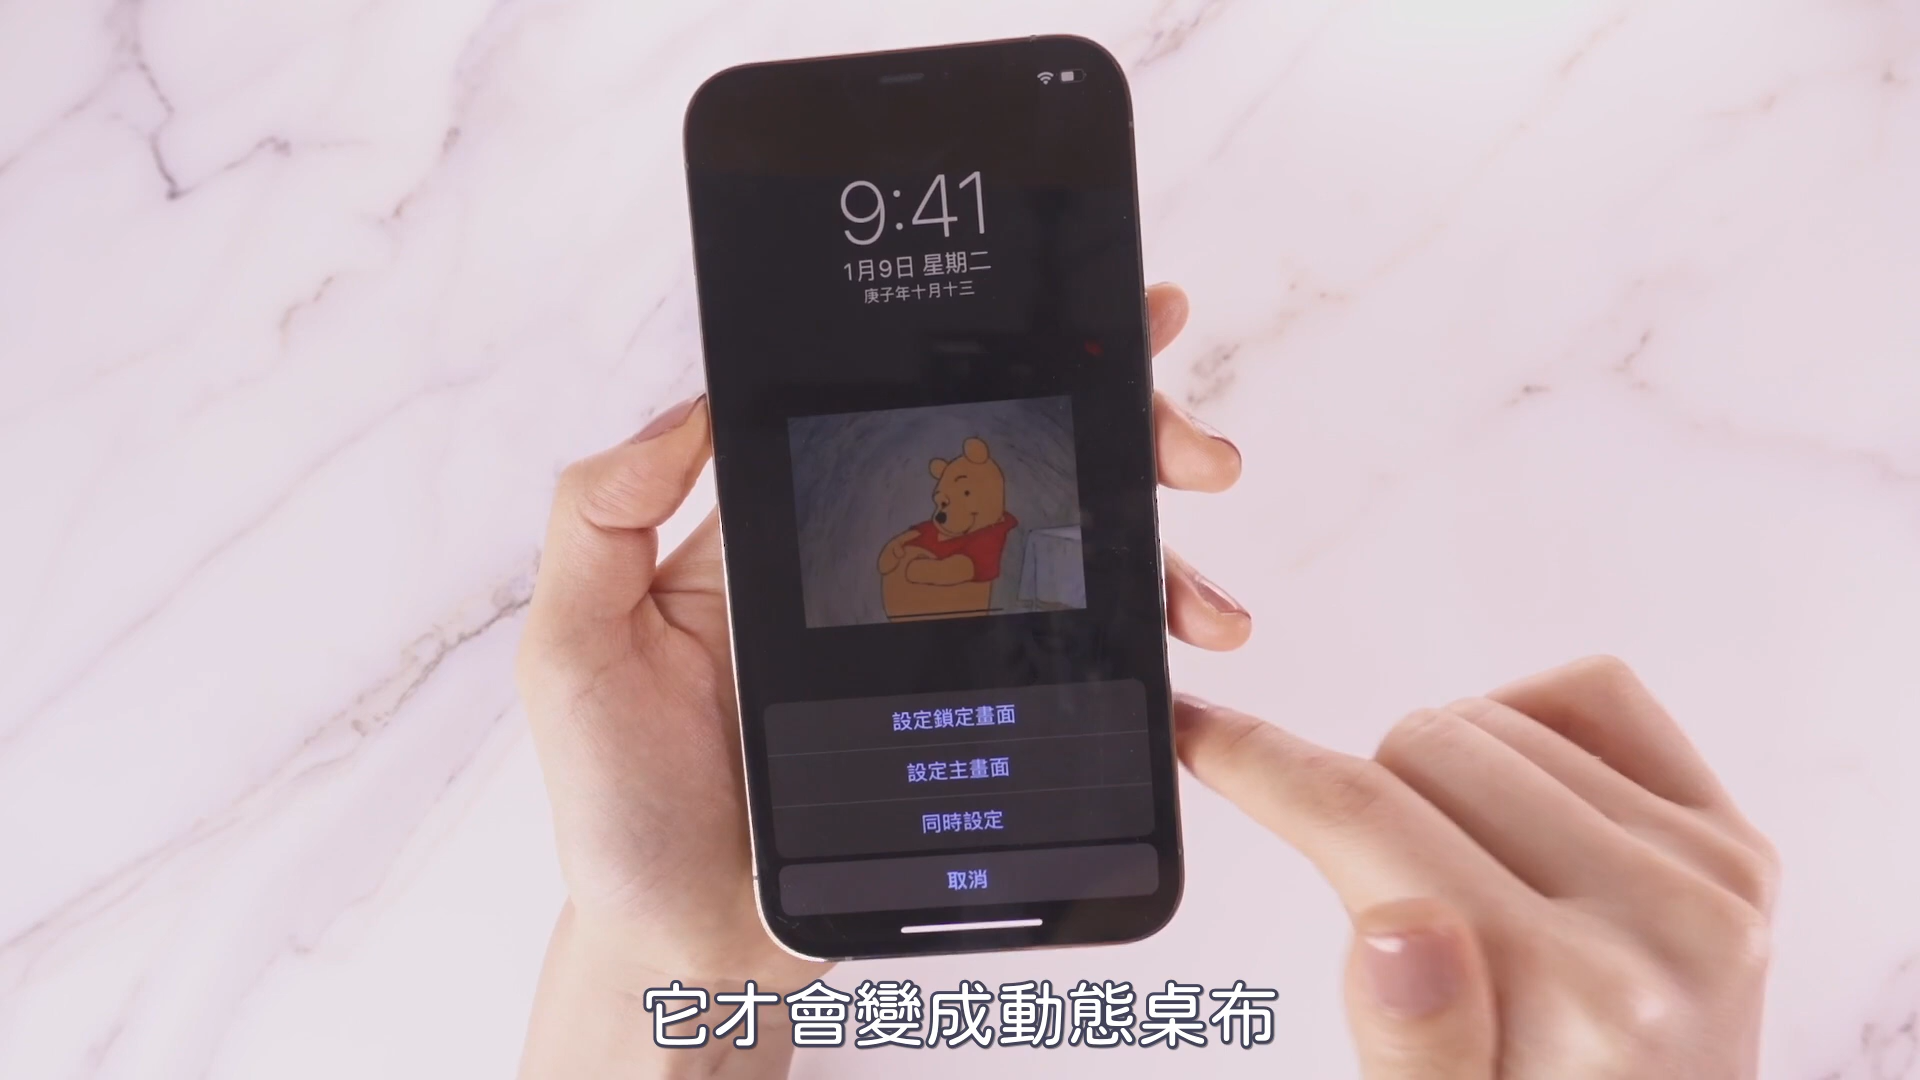 9:41
1月9日 星期二
庚子年十月十三
設定鎖定畫面
設定主畫面
同時設定
取消
它才會變成動態桌布